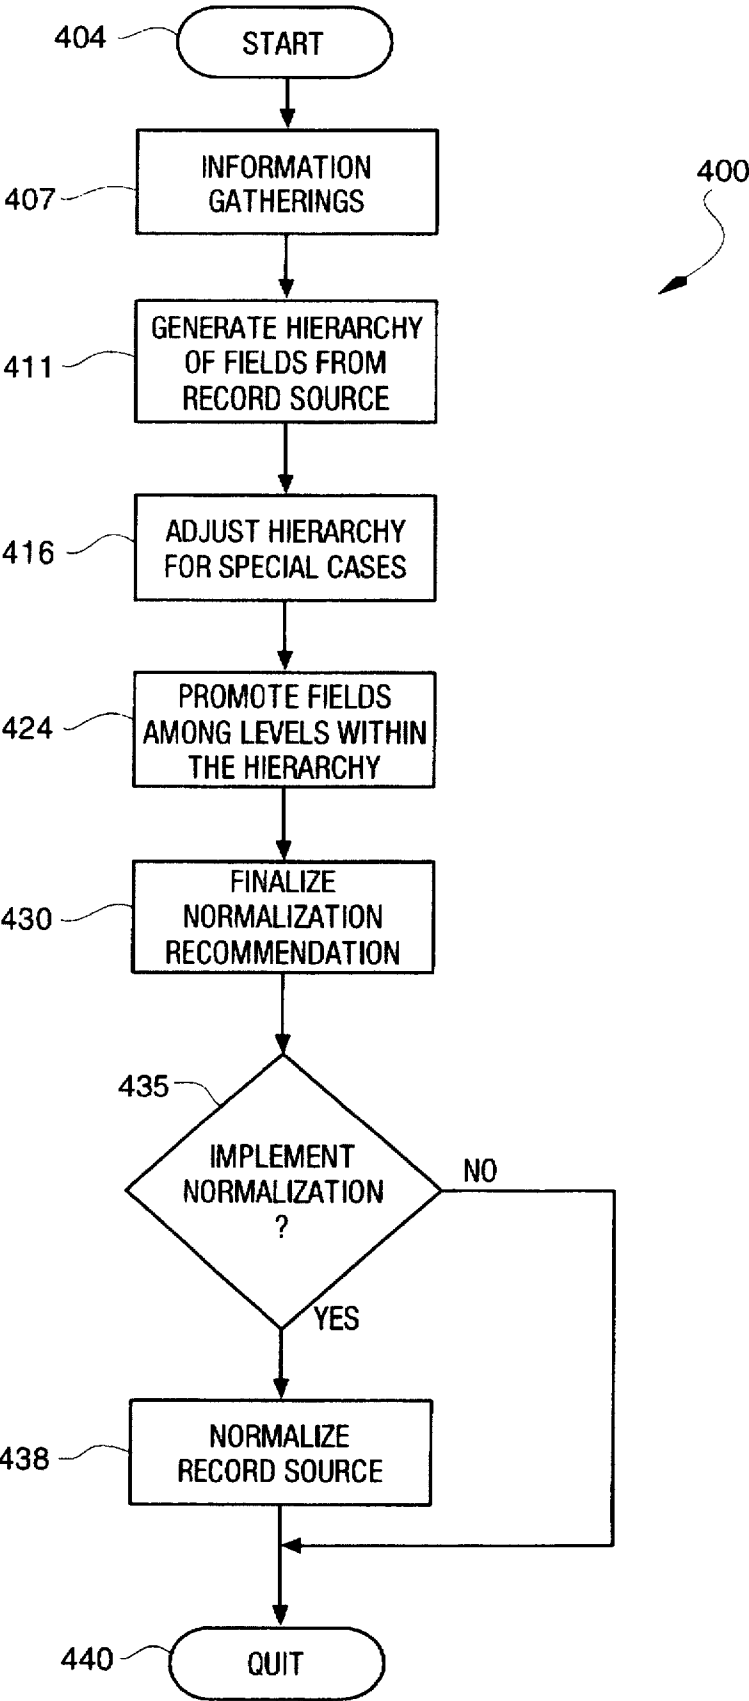 404
START
INFORMATION
GATHERINGS
407
400
GENERATE HIERARCHY
OF FIELDS FROM
RECORD SOURCE
411
ADJUST HIERARCHY
FOR SPECIAL CASES
416
PROMOTE FIELDS
AMONG LEVELS WITHIN
THE HIERARCHY
424
FINALIZE
NORMALIZATION
RECOMMENDATION
430
435
IMPLEMENT
NORMALIZATION
?
NO
YES
NORMALIZE
RECORD SOURCE
438
440
QUIT